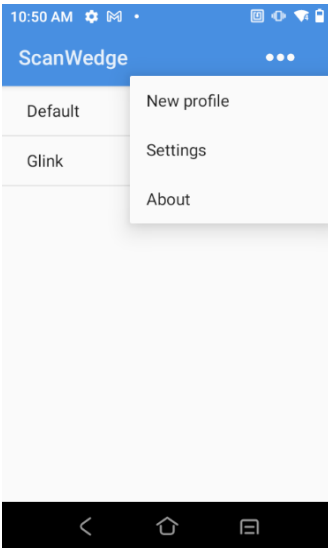 10:50 AM
ScanWedge
Default
Glink
New profile
Settings
About